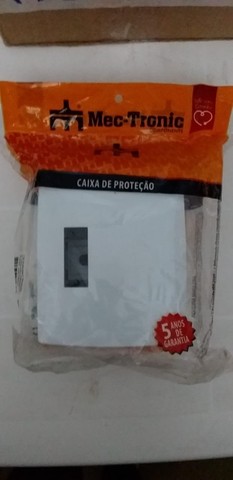 Mec-Tronic
CAIXA DE PROTEÇÃO
5 ANOS
DE
GARANTIA